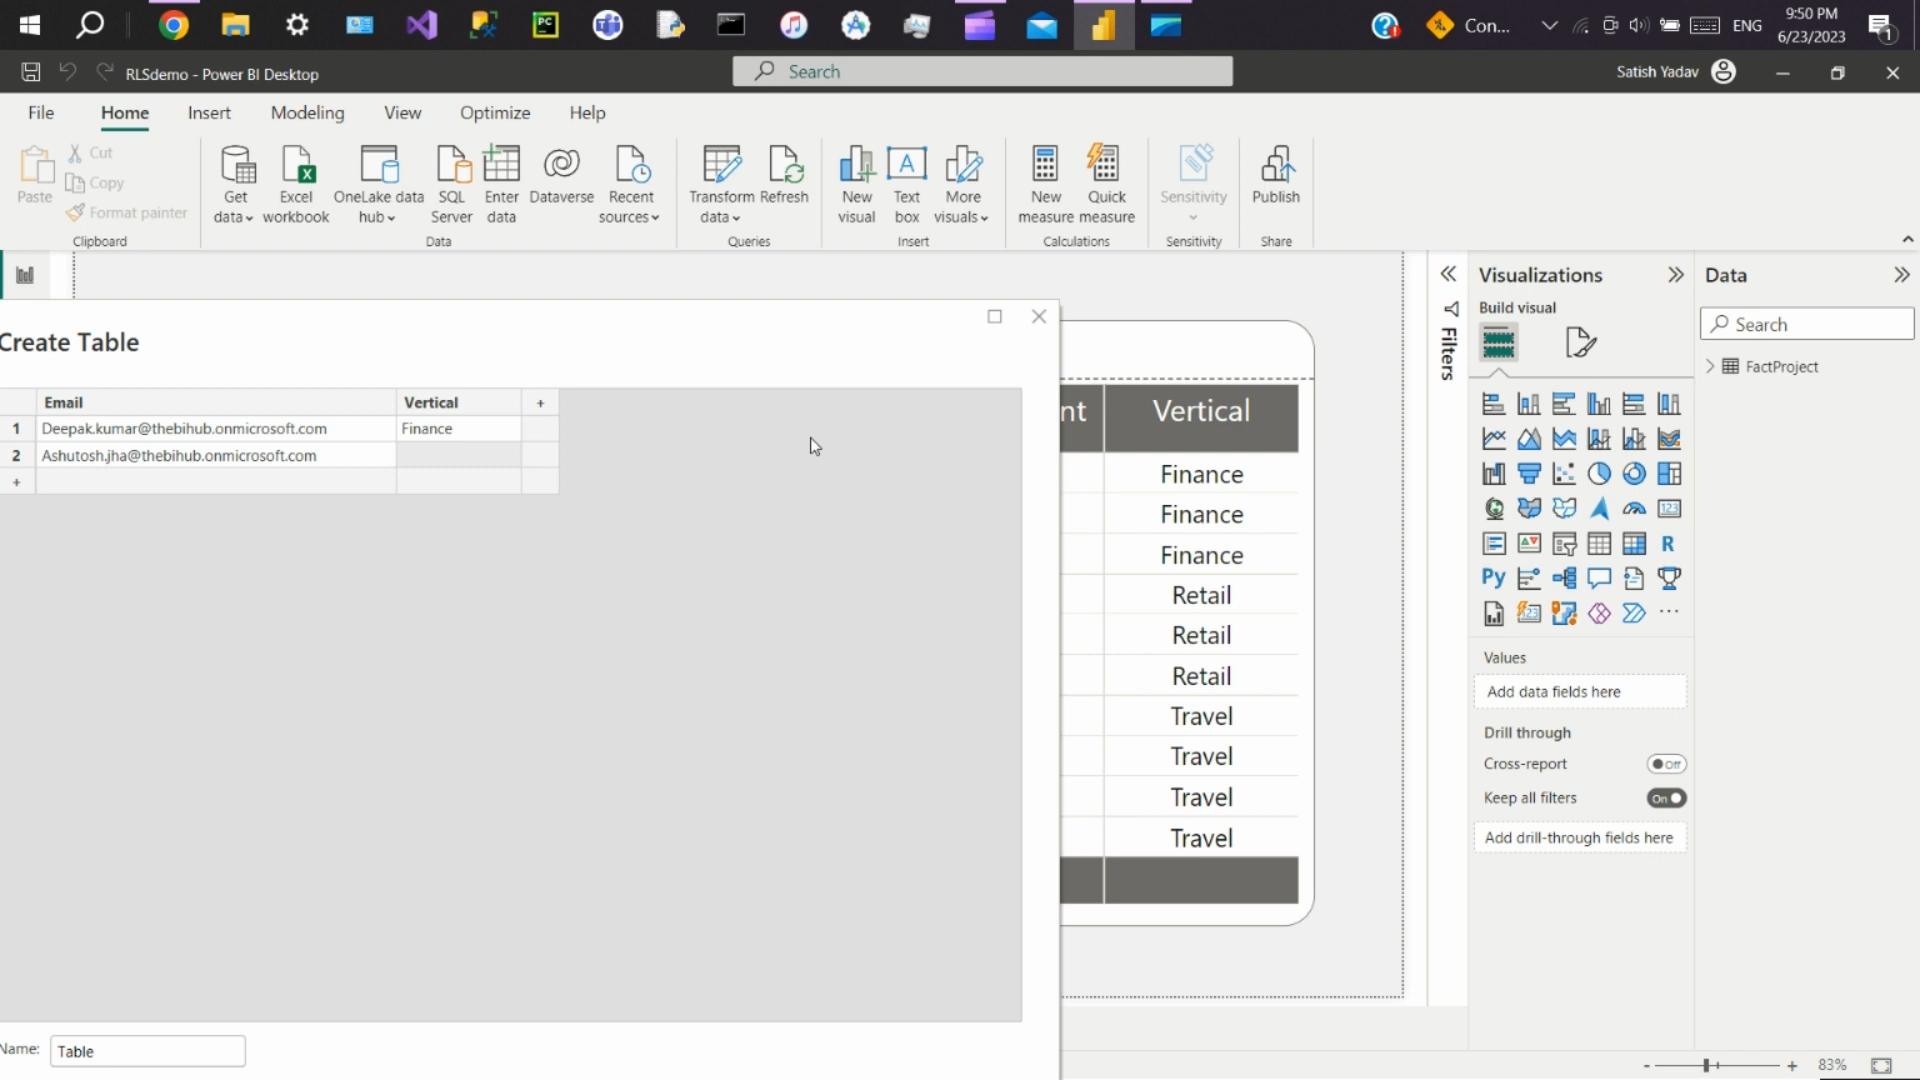 Con...
ENG
9:50 PM
6/23/2023
1
RLSdemo - Power BI Desktop
Search
Satish Yadav
File
Home
Insert
Modeling
View
Optimize
Help
Paste
Cut
Copy
Format painter
Clipboard
Get data
Excel workbook
OneLake data hub
SQL Server
Enter data
Dataverse
Recent sources
Data
Transform data
Refresh
Queries
New visual
Text box
More visuals
Insert
New measure
Quick measure
Calculations
Sensitivity
Sensitivity
Publish
Share
Create Table
Email Vertical +
1 Deepak.kumar@thebihub.onmicrosoft.com Finance
2 Ashutosh.jha@thebihub.onmicrosoft.com
+
Name: Table
nt Vertical
Finance
Finance
Finance
Retail
Retail
Retail
Travel
Travel
Travel
Travel
Filters
Visualizations
Build visual
123
R
Py
123
...
Values
Add data fields here
Drill through
Cross-report Off
Keep all filters On
Add drill-through fields here
Data
Search
FactProject
- + 83%